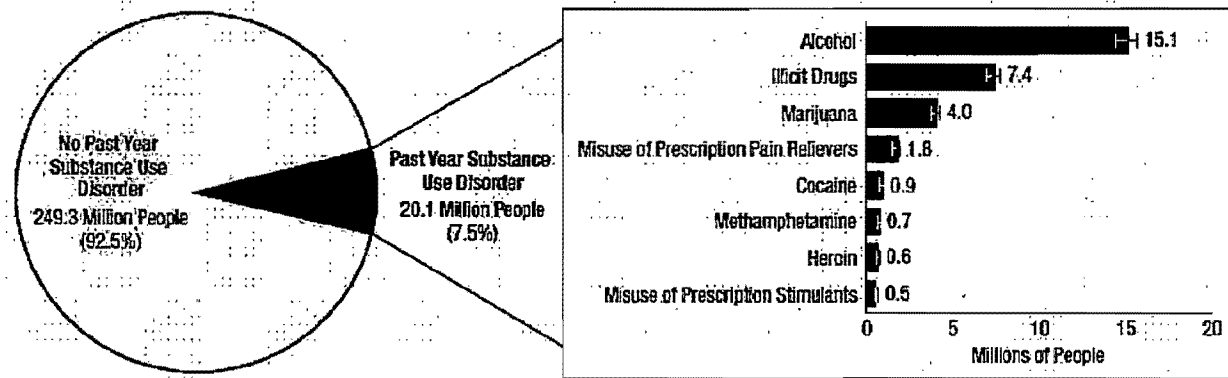 No Past Year
Substance Use
Disorder
249.3 Million People
(92.5%)
Past Year Substance
Use Disorder
20.1 Million People
(7.5%)
Alcohol 15.1
Illicit Drugs 7.4
Marijuana 4.0
Misuse of Prescription Pain Relievers 1.8
Cocaine 0.9
Methamphetamine 0.7
Heroin 0.6
Misuse of Prescription Stimulants 0.5
0 5 10 15 20
Millions of People